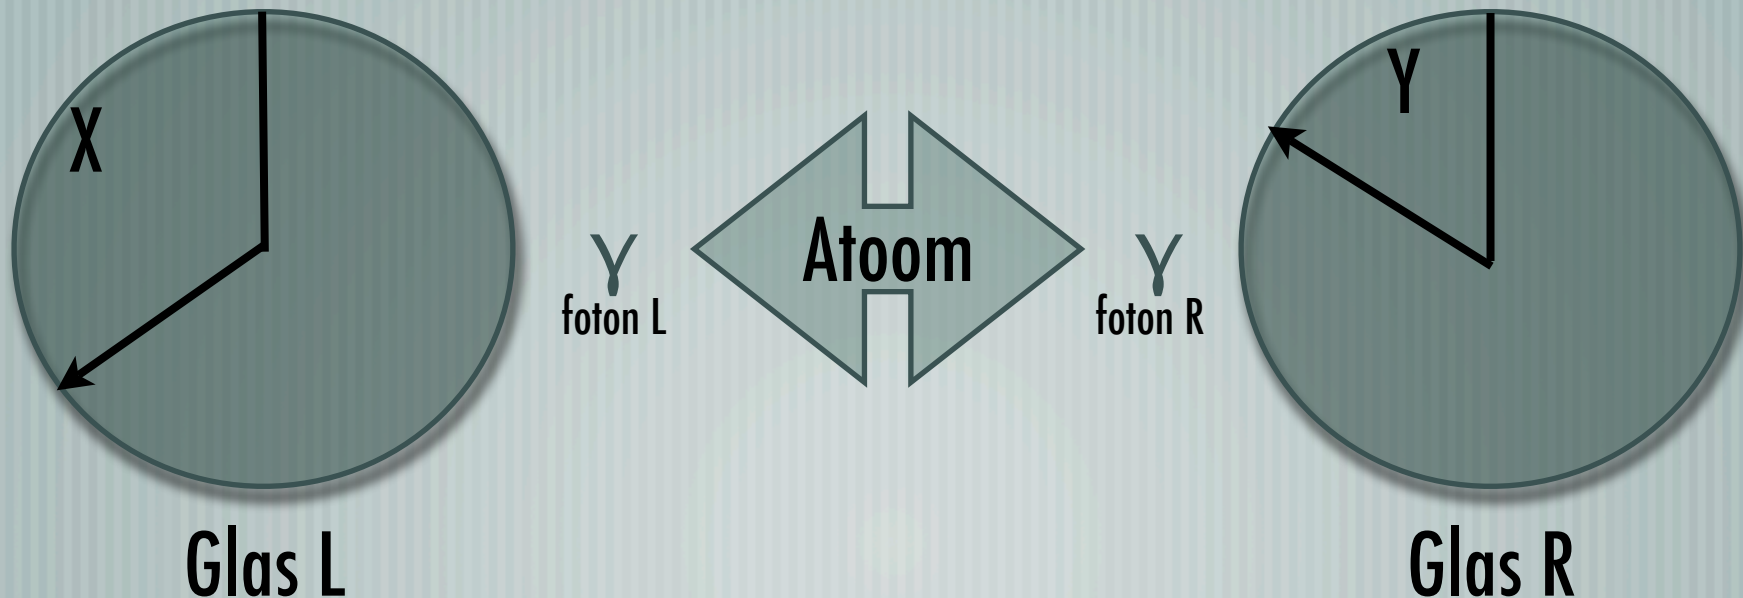 X
Y
γ
foton L
Atoom
γ
foton R
Glas L
Glas R